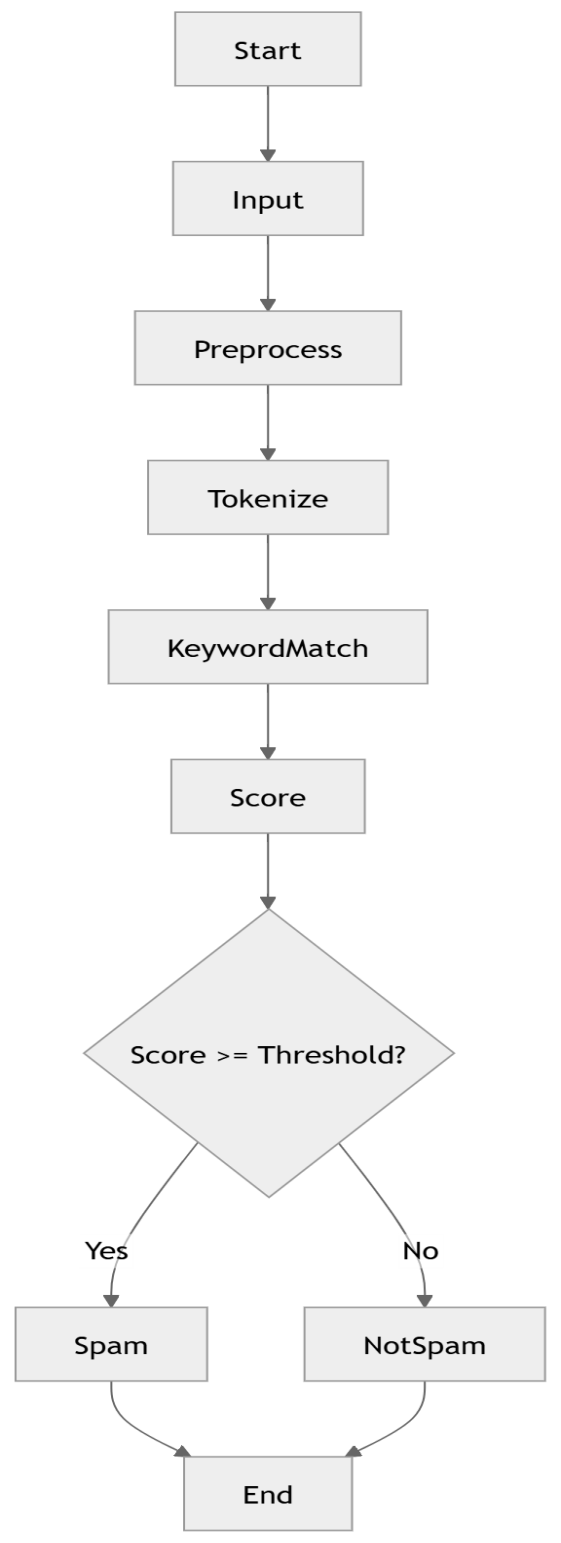 Start
Input
Preprocess
Tokenize
KeywordMatch
Score
Score >= Threshold?
Yes
No
Spam
NotSpam
End